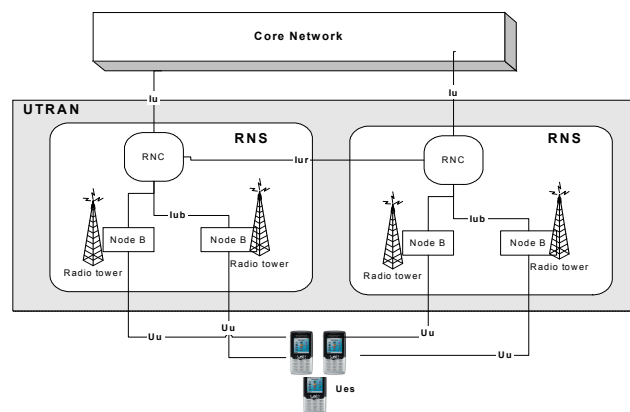 Core Network
Iu
Iu
UTRAN
RNS
RNS
RNC
Iur
RNC
Iub
Iub
Node B
Node B
Node B
Node B
Radio tower
Radio tower
Radio tower
Radio tower
Uu
Uu
Uu
Uu
Ues